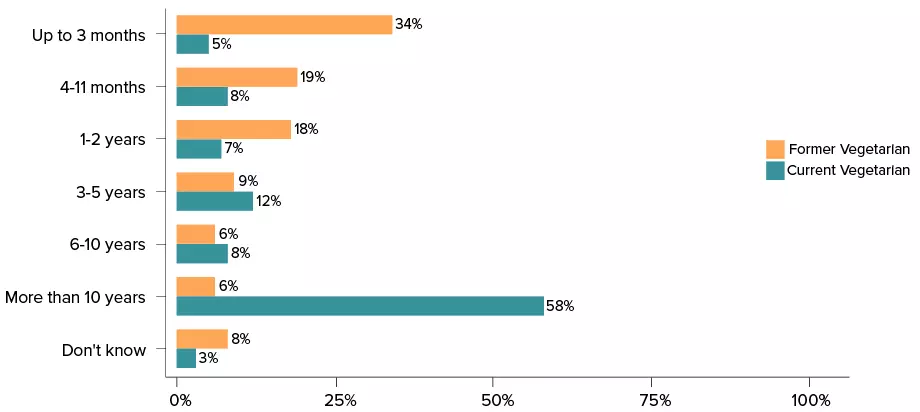 Up to 3 months
34%
5%
4-11 months
19%
8%
1-2 years
18%
7%
Former Vegetarian
Current Vegetarian
3-5 years
9%
12%
6-10 years
6%
8%
More than 10 years
6%
58%
Don't know
8%
3%
0% 25% 50% 75% 100%